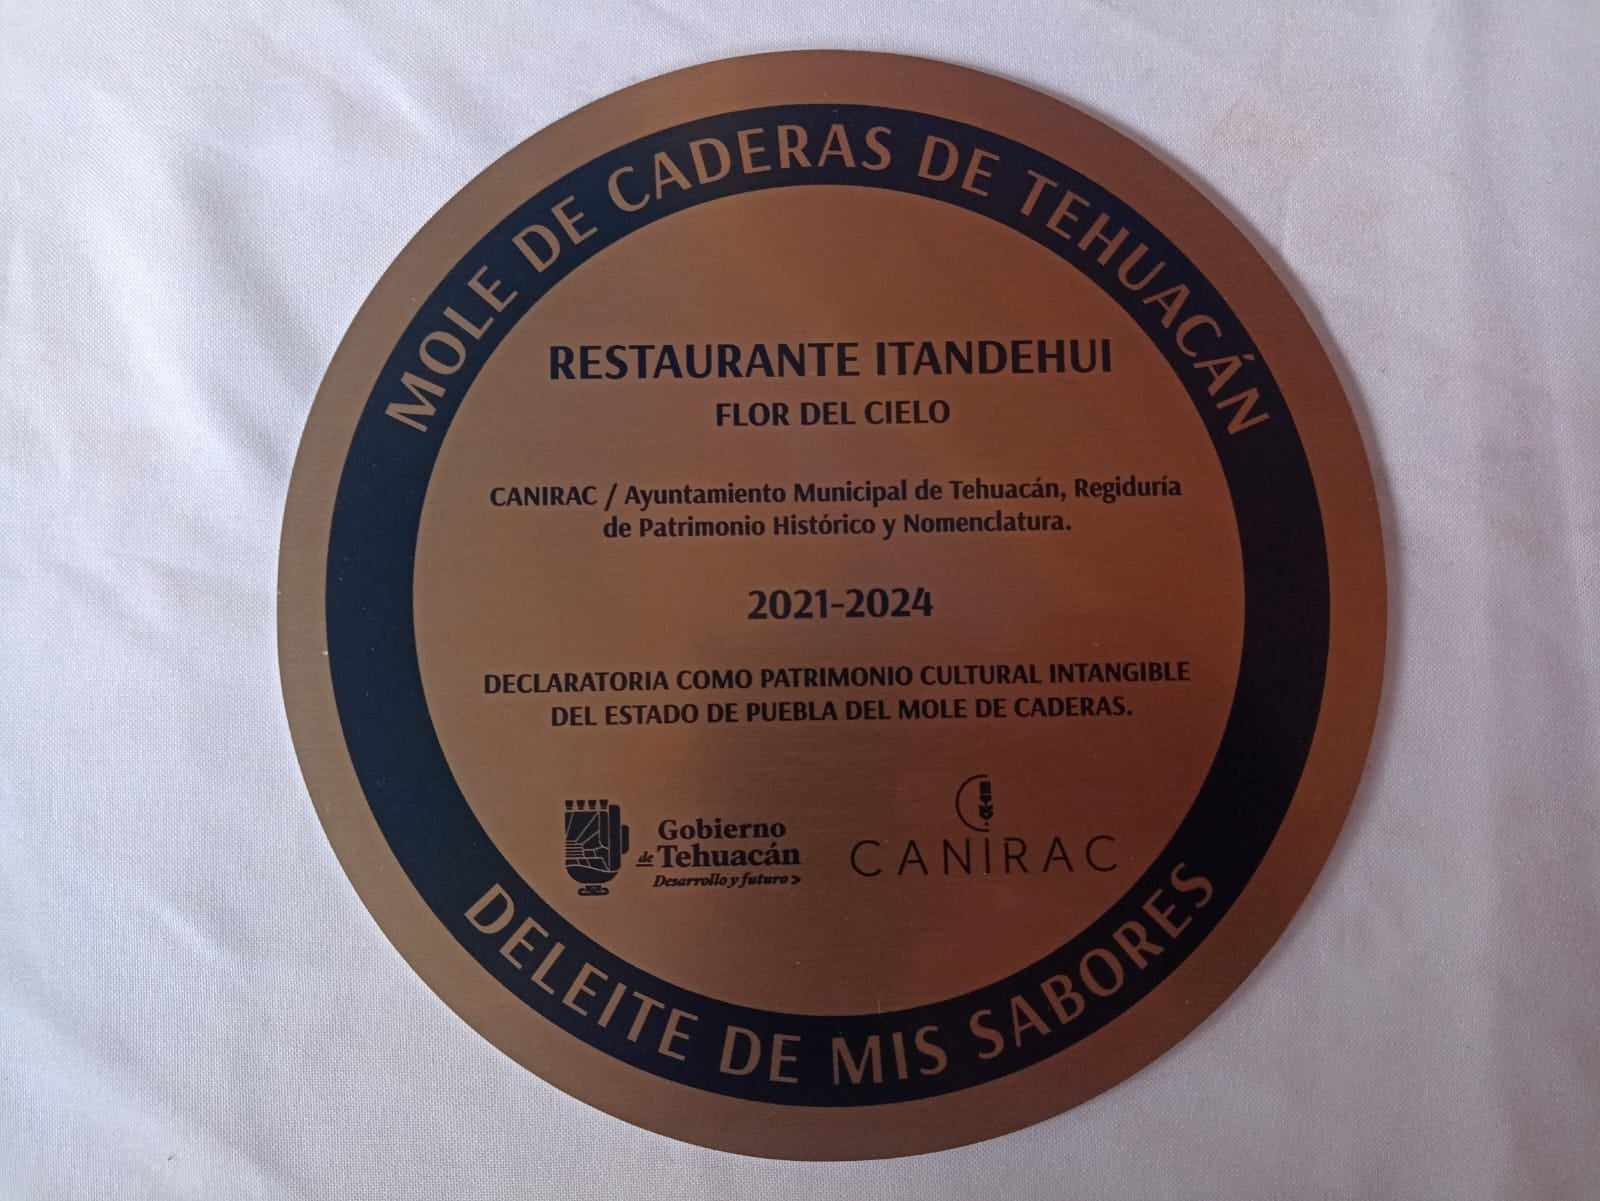 MOLE DE CADERAS DE TEHUACÁN
RESTAURANTE ITANDEHUI
FLOR DEL CIELO
CANIRAC / Ayuntamiento Municipal de Tehuacán, Regiduría
de Patrimonio Histórico y Nomenclatura.
2021-2024
DECLARATORIA COMO PATRIMONIO CULTURAL INTANGIBLE
DEL ESTADO DE PUEBLA DEL MOLE DE CADERAS.
Gobierno
de Tehuacán
Desarrollo y futuro >
CANIRAC
DELEITE DE MIS SABORES